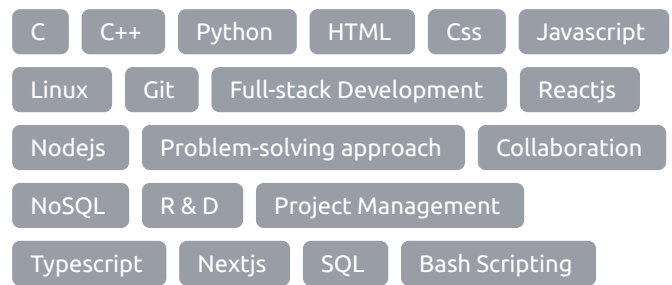 C C++ Python HTML Css Javascript
Linux Git Full-stack Development Reactjs
Nodejs Problem-solving approach Collaboration
NoSQL R & D Project Management
Typescript Nextjs SQL Bash Scripting